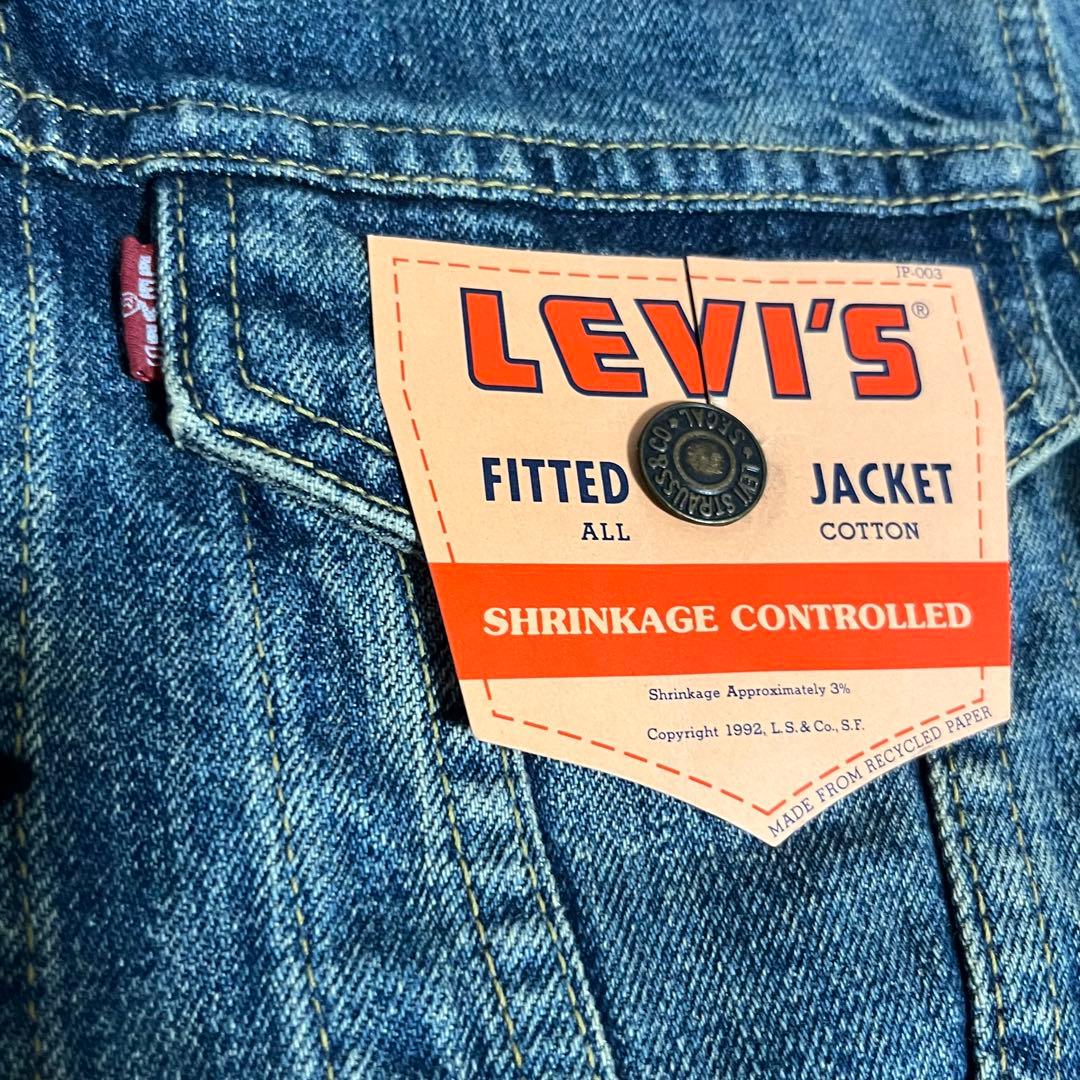 JP-003
LEVI'S®
FITTED JACKET
ALL COTTON
LEVI STRAUSS & CO S.F. CAL
SHRINKAGE CONTROLLED
Shrinkage Approximately 3%
Copyright 1992, L.S. & Co., S.F.
MADE FROM RECYCLED PAPER
LEVI'S
®